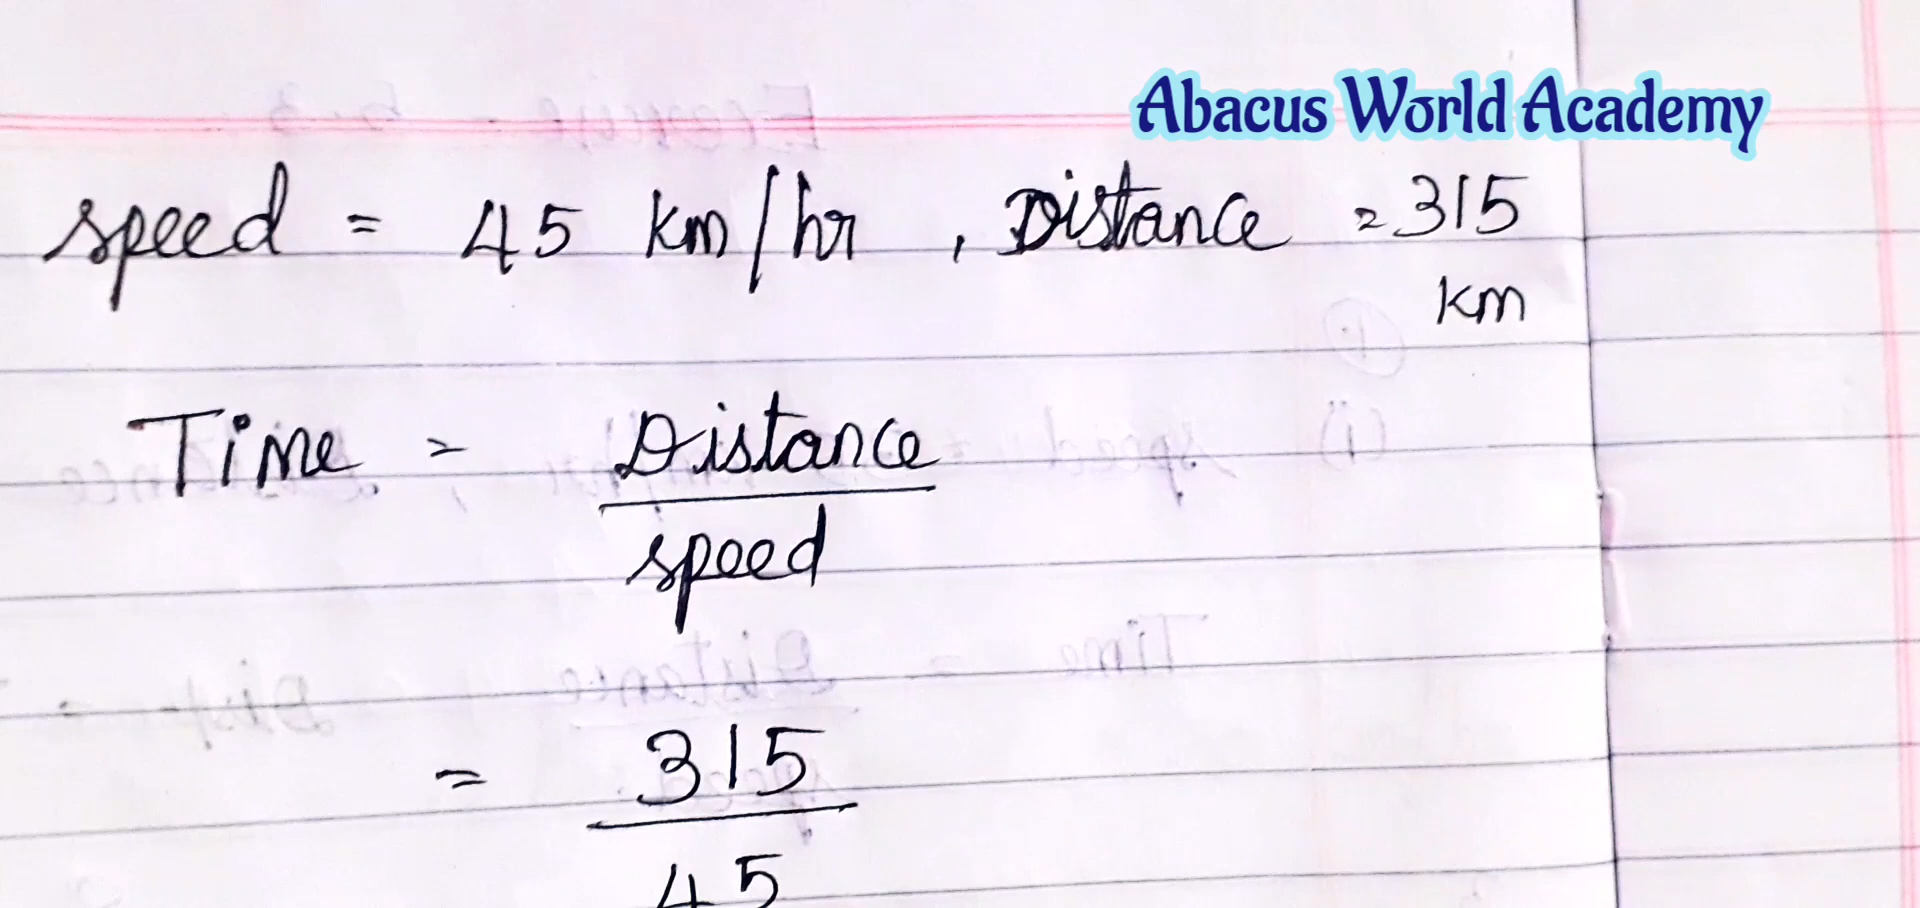 Abacus World Academy
speed = 45 km/hr , Distance = 315
km
Time = Distance
speed
= 315
45